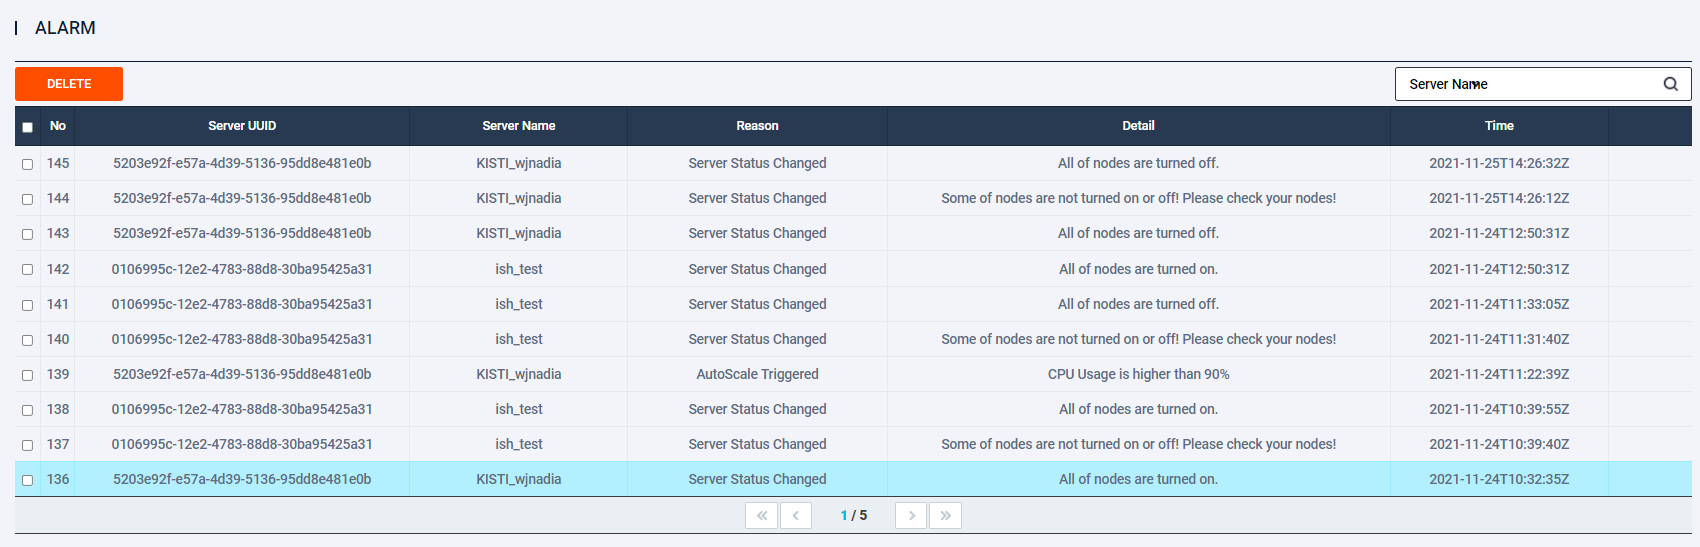 ALARM
DELETE
Server Name
No Server UUID Server Name Reason Detail Time
145 5203e92f-e57a-4d39-5136-95dd8e481e0b KISTI_wjnadia Server Status Changed All of nodes are turned off. 2021-11-25T14:26:32Z
144 5203e92f-e57a-4d39-5136-95dd8e481e0b KISTI_wjnadia Server Status Changed Some of nodes are not turned on or off! Please check your nodes! 2021-11-25T14:26:12Z
143 5203e92f-e57a-4d39-5136-95dd8e481e0b KISTI_wjnadia Server Status Changed All of nodes are turned off. 2021-11-24T12:50:31Z
142 0106995c-12e2-4783-88d8-30ba95425a31 ish_test Server Status Changed All of nodes are turned on. 2021-11-24T12:50:31Z
141 0106995c-12e2-4783-88d8-30ba95425a31 ish_test Server Status Changed All of nodes are turned off. 2021-11-24T11:33:05Z
140 0106995c-12e2-4783-88d8-30ba95425a31 ish_test Server Status Changed Some of nodes are not turned on or off! Please check your nodes! 2021-11-24T11:31:40Z
139 5203e92f-e57a-4d39-5136-95dd8e481e0b KISTI_wjnadia AutoScale Triggered CPU Usage is higher than 90% 2021-11-24T11:22:39Z
138 0106995c-12e2-4783-88d8-30ba95425a31 ish_test Server Status Changed All of nodes are turned on. 2021-11-24T10:39:55Z
137 0106995c-12e2-4783-88d8-30ba95425a31 ish_test Server Status Changed Some of nodes are not turned on or off! Please check your nodes! 2021-11-24T10:39:40Z
136 5203e92f-e57a-4d39-5136-95dd8e481e0b KISTI_wjnadia Server Status Changed All of nodes are turned on. 2021-11-24T10:32:35Z
1 / 5